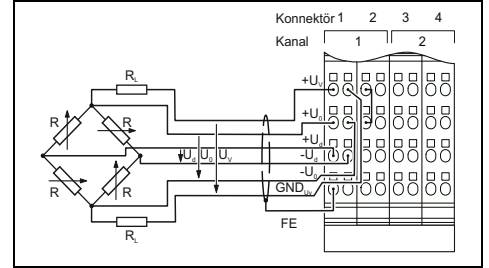 Konnektör 1 2 3 4
Kanal 1 2
R_L
+U_V
+U_0
R R
+U_d
U_d U_0 U_V
-U_d
-U_0
R R
GND_Uv
R_L
FE